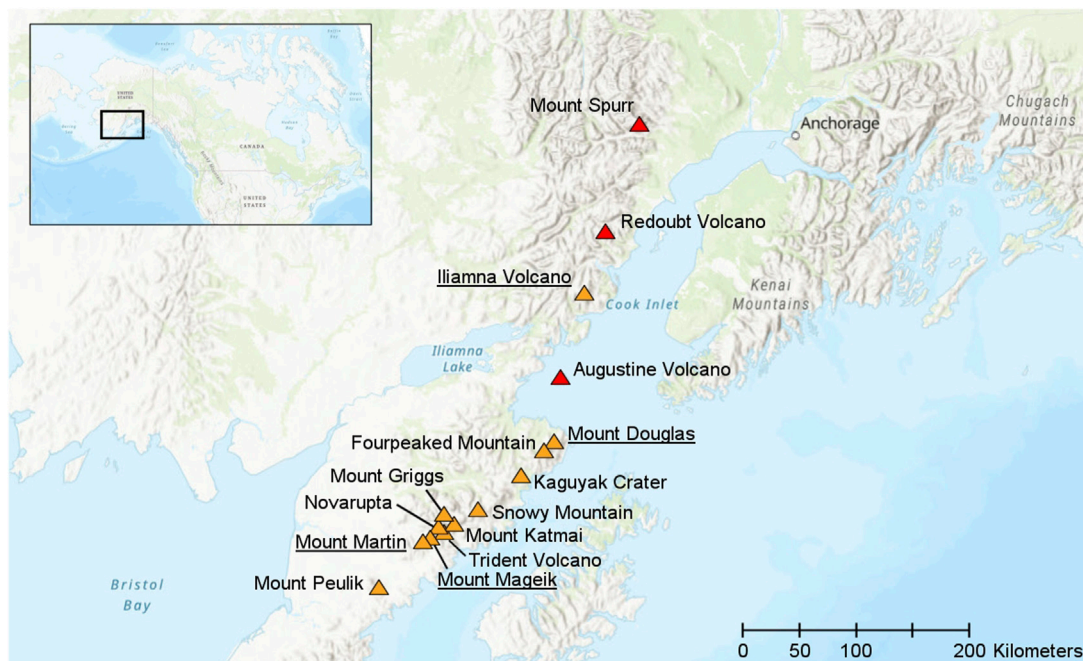 Mount Spurr
Anchorage
Chugach
Mountains
UNITED
STATES
CANADA
UNITED
STATES
Redoubt Volcano
Iliamna Volcano
Kenai
Mountains
Cook Inlet
Iliamna
Lake
Augustine Volcano
Mount Douglas
Fourpeaked Mountain
Mount Griggs
Kaguyak Crater
Novarupta
Snowy Mountain
Mount Martin
Mount Katmai
Trident Volcano
Mount Peulik
Mount Mageik
Bristol
Bay
0 50 100 200 Kilometers